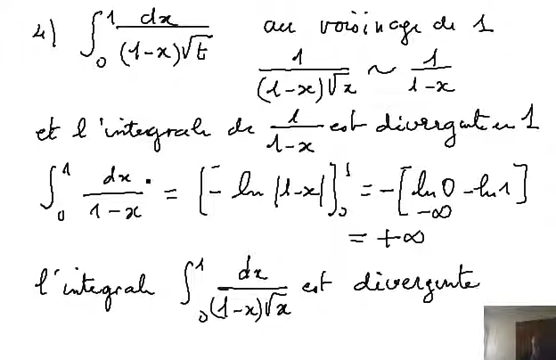 4) ∫₀¹ dx/((1-x)√t) au voisinage de 1
1/((1-x)√x) ~ 1/(1-x)
et l'integrale de 1/(1-x) est divergente en 1
∫₀¹ dx/(1-x) = [- ln |1-x|]₀¹ = -[ln 0 - ln 1]
-∞
= +∞
l'integrale ∫₀¹ dx/((1-x)√x) est divergente